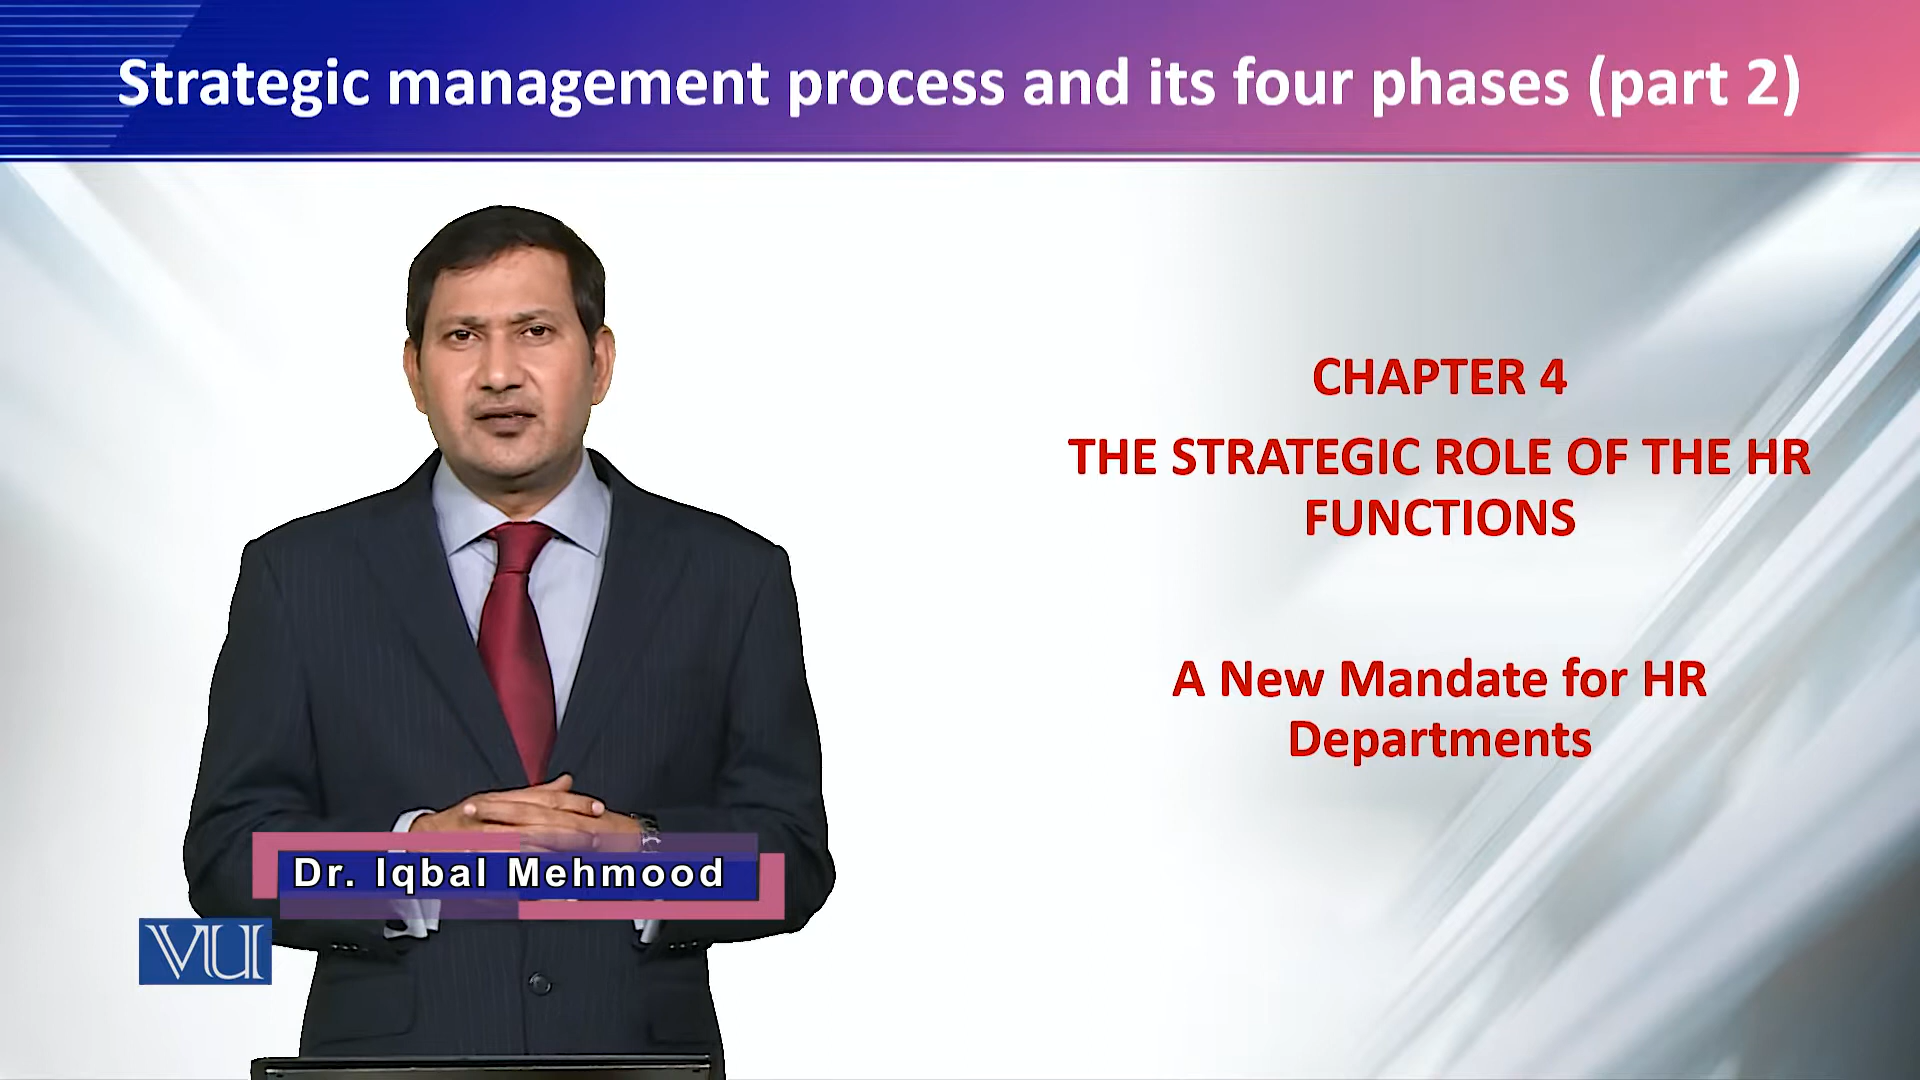 Strategic management process and its four phases (part 2)
CHAPTER 4
THE STRATEGIC ROLE OF THE HR
FUNCTIONS
A New Mandate for HR
Departments
Dr. Iqbal Mehmood
VU